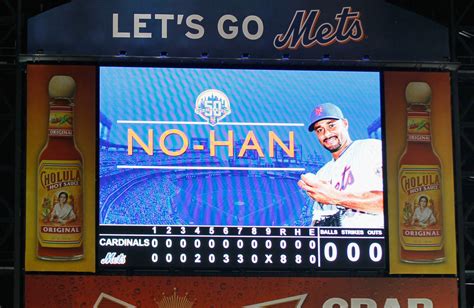 LET'S GO Mets
50
NO-HAN
CHOLULA
HOT SAUCE
ORIGINAL
Mets
CHOLULA
HOT SAUCE
ORIGINAL
CRAB
1 2 3 4 5 6 7 8 9 R H E BALLS STRIKES OUTS
CARDINALS 0 0 0 0 0 0 0 0 0 0 0 0 0 0 0
Mets 0 0 0 2 0 3 3 0 X 8 8 0